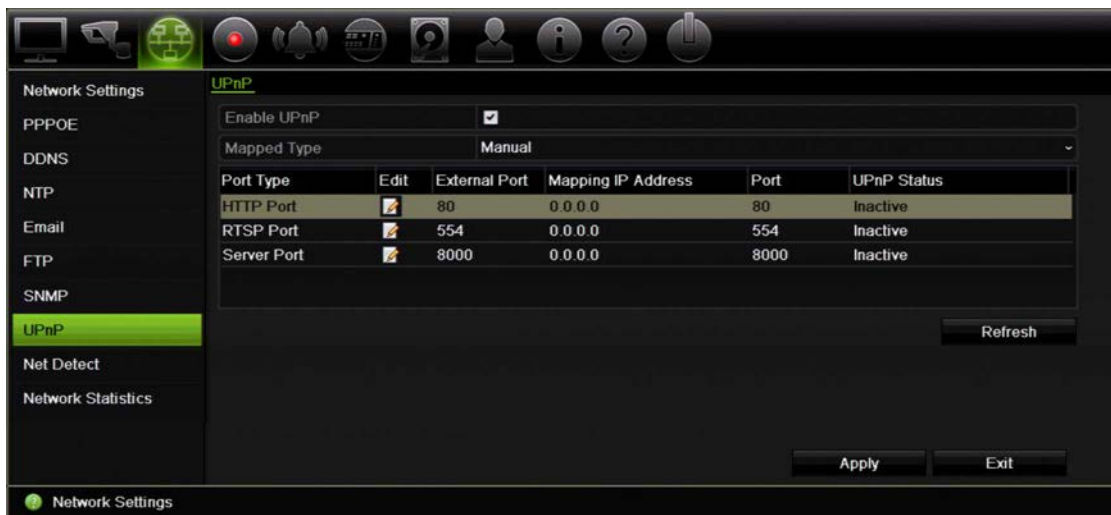 Network Settings
PPPOE
DDNS
NTP
Email
FTP
SNMP
UPnP
Net Detect
Network Statistics
UPnP
Enable UPnP
Mapped Type Manual
Port Type Edit External Port Mapping IP Address Port UPnP Status
HTTP Port 80 0.0.0.0 80 Inactive
RTSP Port 554 0.0.0.0 554 Inactive
Server Port 8000 0.0.0.0 8000 Inactive
Refresh
Apply Exit
Network Settings